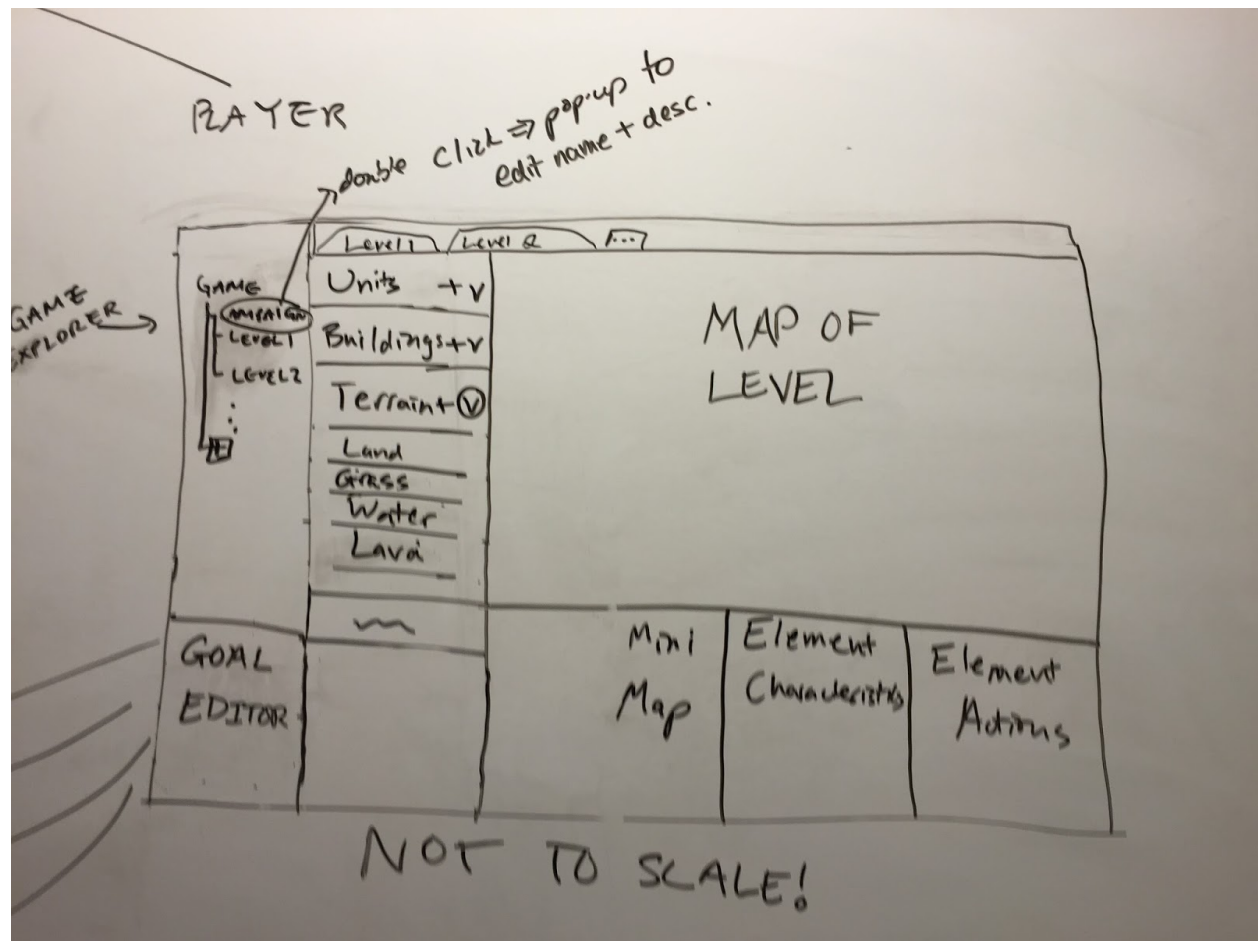 PLAYER
double click => pop-up to
edit name + desc.
Level 1
Level 2
...
GAME
EXPLORER
GAME
CAMPAIGN
LEVEL1
LEVEL2
Units + v
Buildings + v
Terrain + v
Land
Grass
Water
Lava
MAP OF
LEVEL
GOAL
EDITOR
Mini
Map
Element
Characteristics
Element
Actions
NOT TO SCALE!